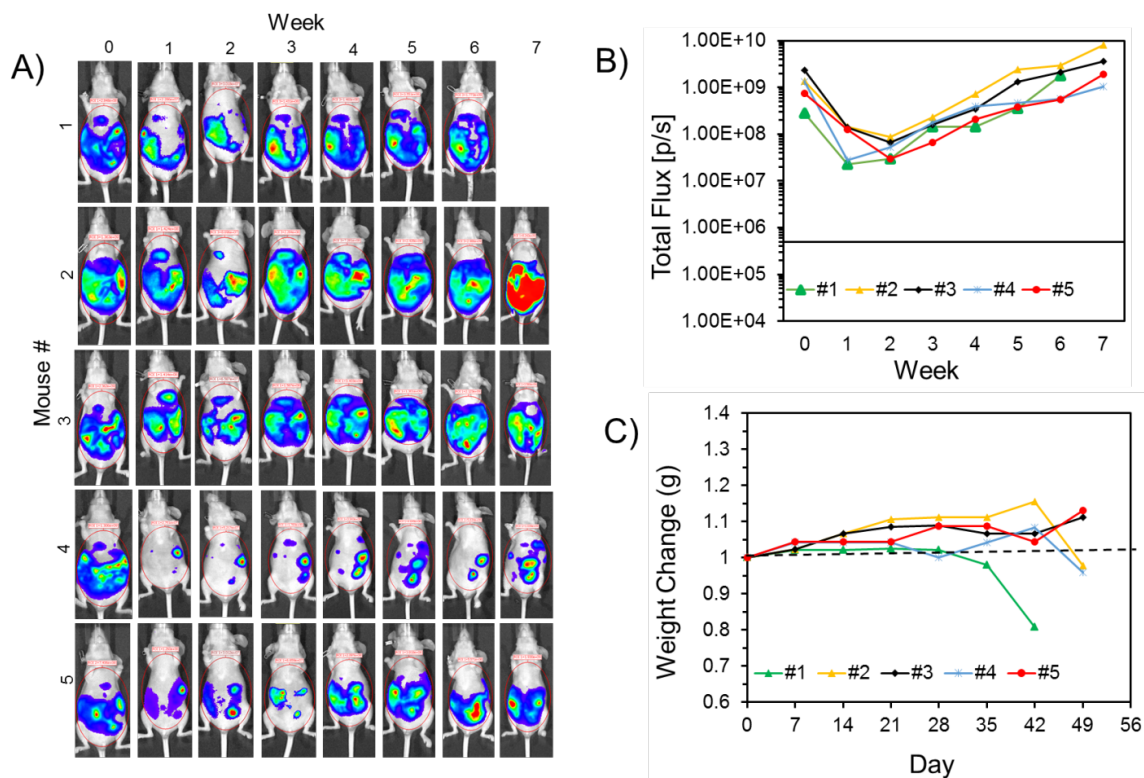 Week
0 1 2 3 4 5 6 7
A)
Mouse #
1
2
3
4
5
B)
Total Flux [p/s]
1.00E+10
1.00E+09
1.00E+08
1.00E+07
1.00E+06
1.00E+05
1.00E+04
#1 #2 #3 #4 #5
0 1 2 3 4 5 6 7
Week
C)
Weight Change (g)
1.4
1.3
1.2
1.1
1
0.9
0.8
0.7
0.6
#1 #2 #3 #4 #5
0 7 14 21 28 35 42 49 56
Day